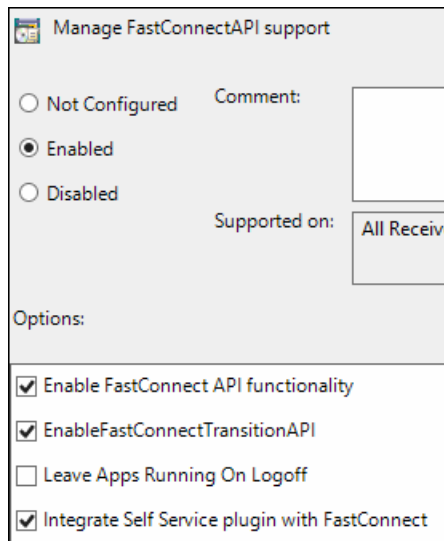 Manage FastConnectAPI support
Not Configured
Comment:
Enabled
Disabled
Supported on:
All Receiv
Options:
Enable FastConnect API functionality
EnableFastConnectTransitionAPI
Leave Apps Running On Logoff
Integrate Self Service plugin with FastConnect